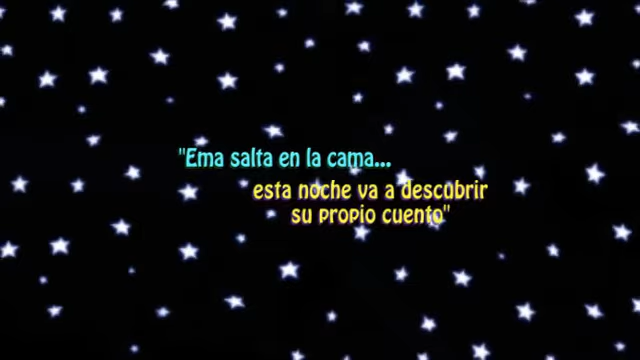 "Ema salta en la cama...
esta noche va a descubrir
su propio cuento"